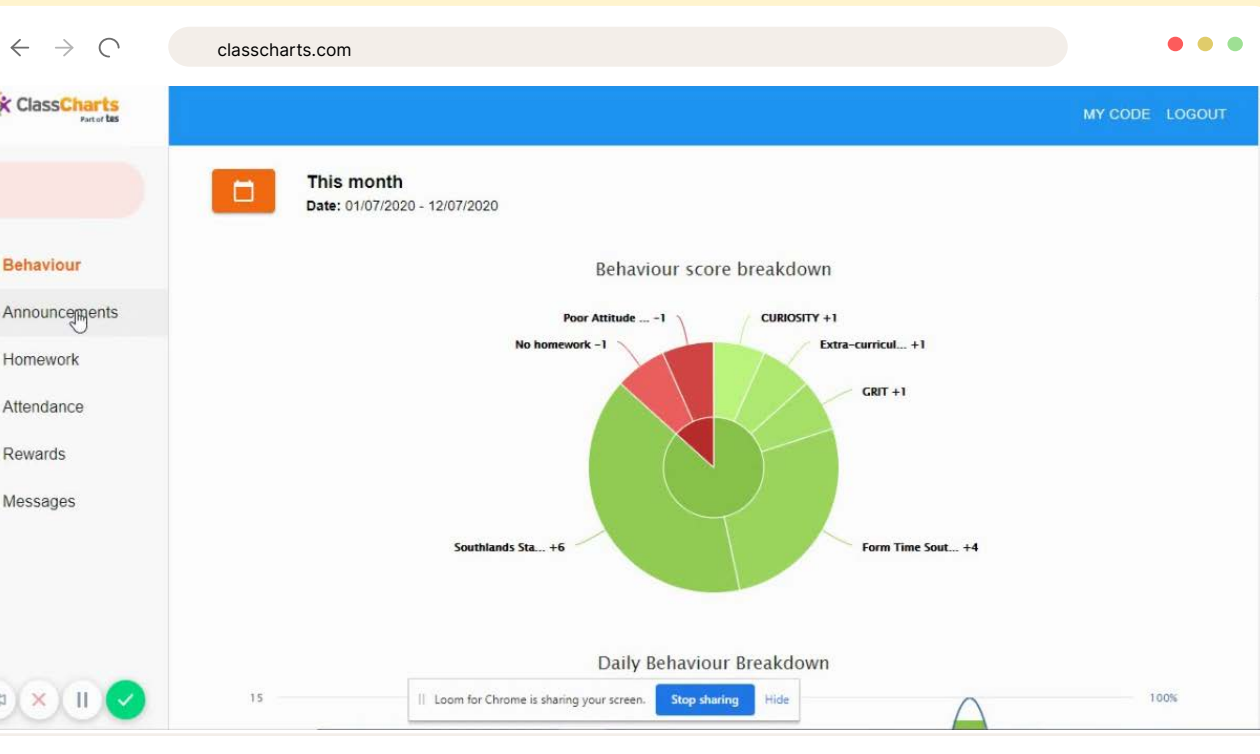 classcharts.com
ClassCharts
Part of tes
MY CODE LOGOUT
This month
Date: 01/07/2020 - 12/07/2020
Behaviour
Announcements
Homework
Attendance
Rewards
Messages
Behaviour score breakdown
Poor Attitude ... -1
CURIOSITY +1
No homework -1
Extra-curricul... +1
GRIT +1
Southlands Sta... +6
Form Time Sout... +4
Daily Behaviour Breakdown
15
100%
Loom for Chrome is sharing your screen. Stop sharing Hide